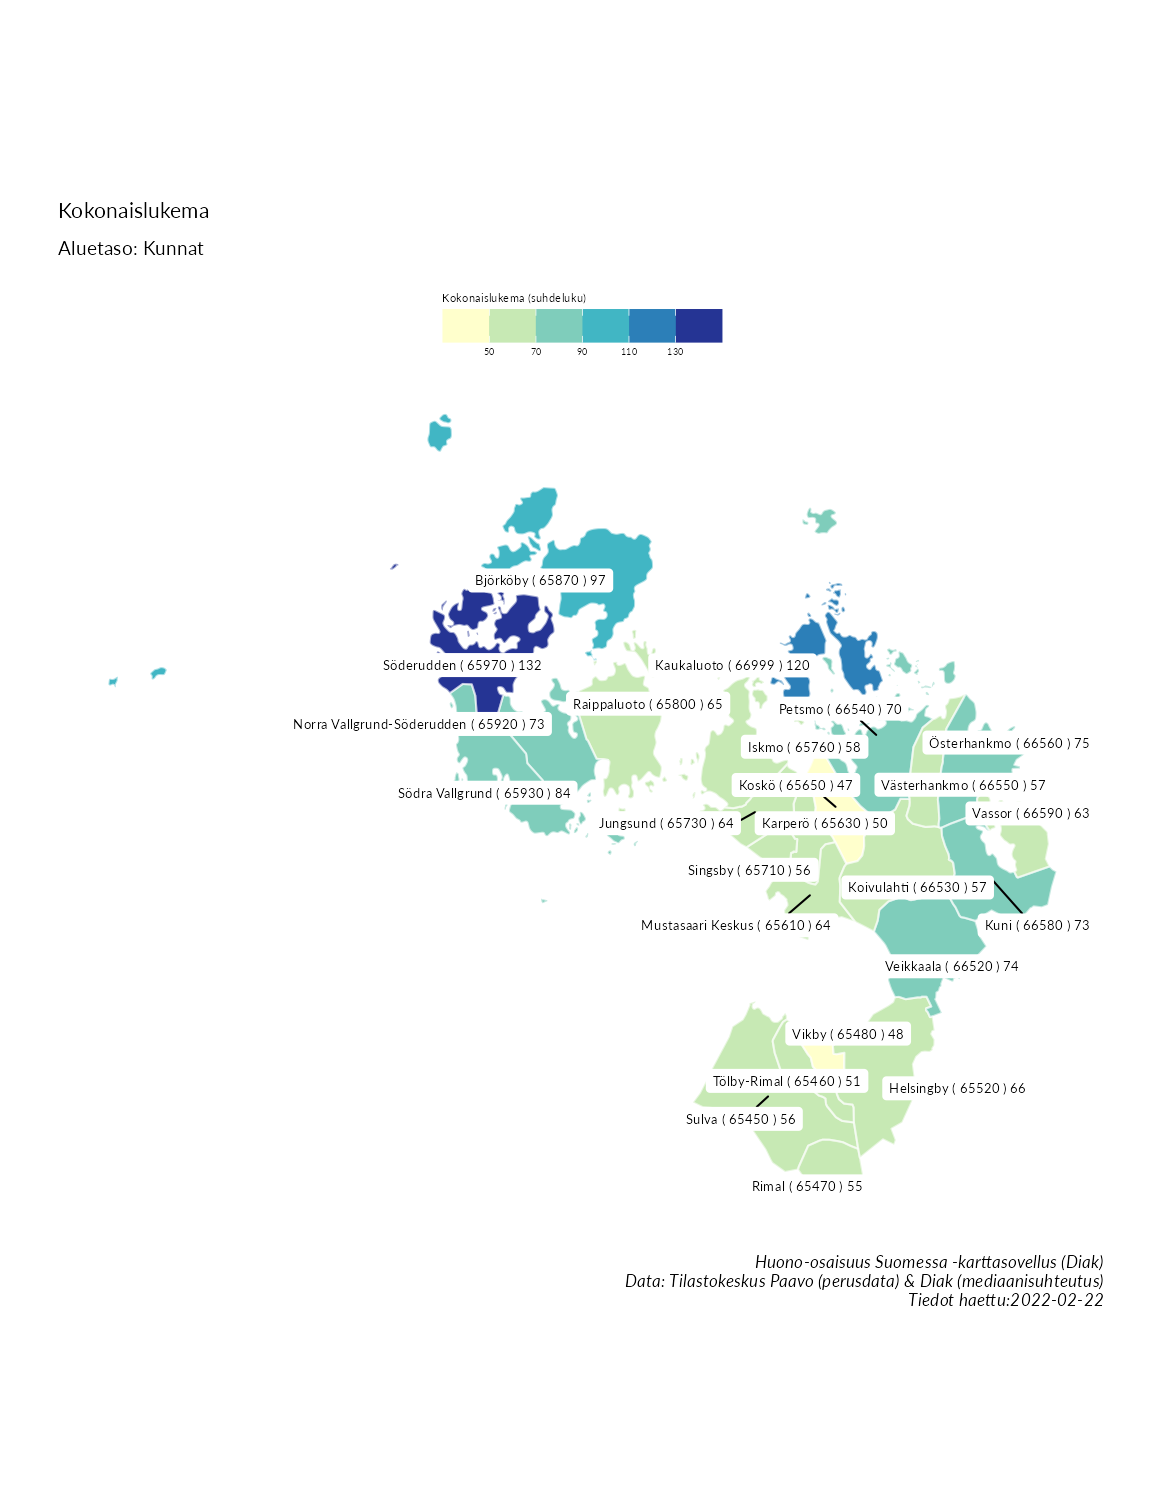 Kokonaislukema
Aluetaso: Kunnat
Kokonaislukema (suhdeluku)
50 70 90 110 130
Björköby ( 65870 ) 97
Söderudden ( 65970 ) 132
Kaukaluoto ( 66999 ) 120
Raippaluoto ( 65800 ) 65
Petsmo ( 66540 ) 70
Norra Vallgrund-Söderudden ( 65920 ) 73
Iskmo ( 65760 ) 58
Österhankmo ( 66560 ) 75
Koskö ( 65650 ) 47
Västerhankmo ( 66550 ) 57
Södra Vallgrund ( 65930 ) 84
Vassor ( 66590 ) 63
Jungsund ( 65730 ) 64
Karperö ( 65630 ) 50
Singsby ( 65710 ) 56
Koivulahti ( 66530 ) 57
Mustasaari Keskus ( 65610 ) 64
Kuni ( 66580 ) 73
Veikkaala ( 66520 ) 74
Vikby ( 65480 ) 48
Tölby-Rimal ( 65460 ) 51
Helsingby ( 65520 ) 66
Sulva ( 65450 ) 56
Rimal ( 65470 ) 55
Huono-osaisuus Suomessa -karttasovellus (Diak)
Data: Tilastokeskus Paavo (perusdata) & Diak (mediaanisuhteutus)
Tiedot haettu:2022-02-22